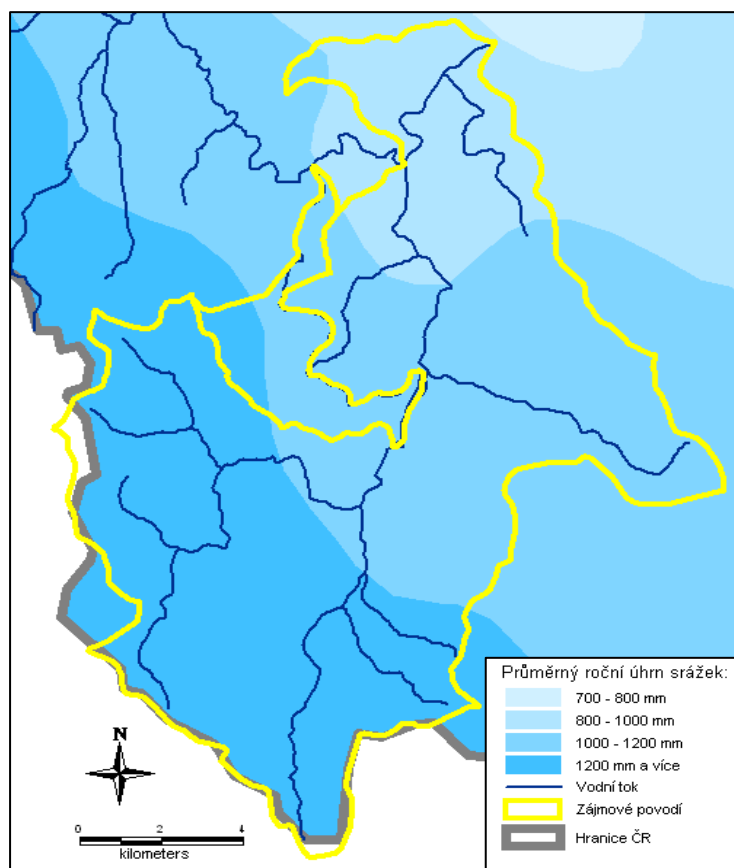 Průměrný roční úhrn srážek:
700 - 800 mm
800 - 1000 mm
1000 - 1200 mm
1200 mm a více
Vodní tok
Zájmové povodí
Hranice ČR
N
0 2 4
kilometers